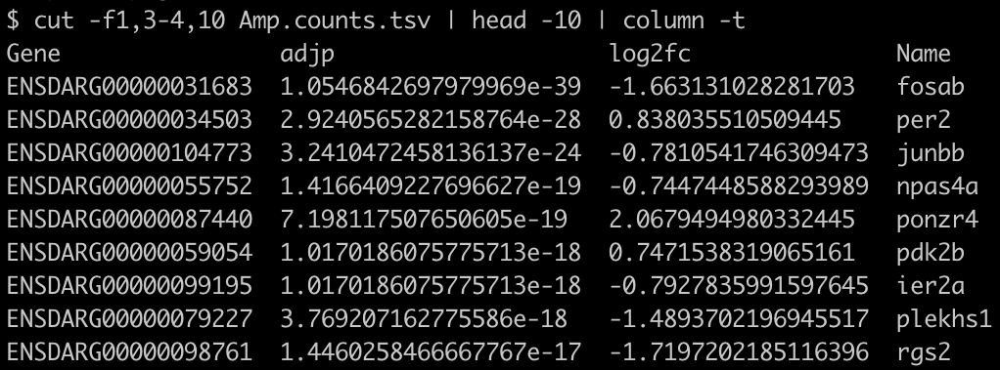 $ cut -f1,3-4,10 Amp.counts.tsv | head -10 | column -t
Gene                adjp                    log2fc               Name
ENSDARG00000031683  1.0546842697979969e-39  -1.663131028281703   fosab
ENSDARG00000034503  2.9240565282158764e-28  0.838035510509445    per2
ENSDARG00000104773  3.2410472458136137e-24  -0.7810541746309473  junbb
ENSDARG00000055752  1.4166409227696627e-19  -0.7447448588293989  npas4a
ENSDARG00000087440  7.198117507650605e-19   2.0679494980332445   ponzr4
ENSDARG00000059054  1.0170186075775713e-18  0.7471538319065161   pdk2b
ENSDARG00000099195  1.0170186075775713e-18  -0.7927835991597645  ier2a
ENSDARG00000079227  3.769207162775586e-18   -1.4893702196945517  plekhs1
ENSDARG00000098761  1.4460258466667767e-17  -1.7197202185116396  rgs2